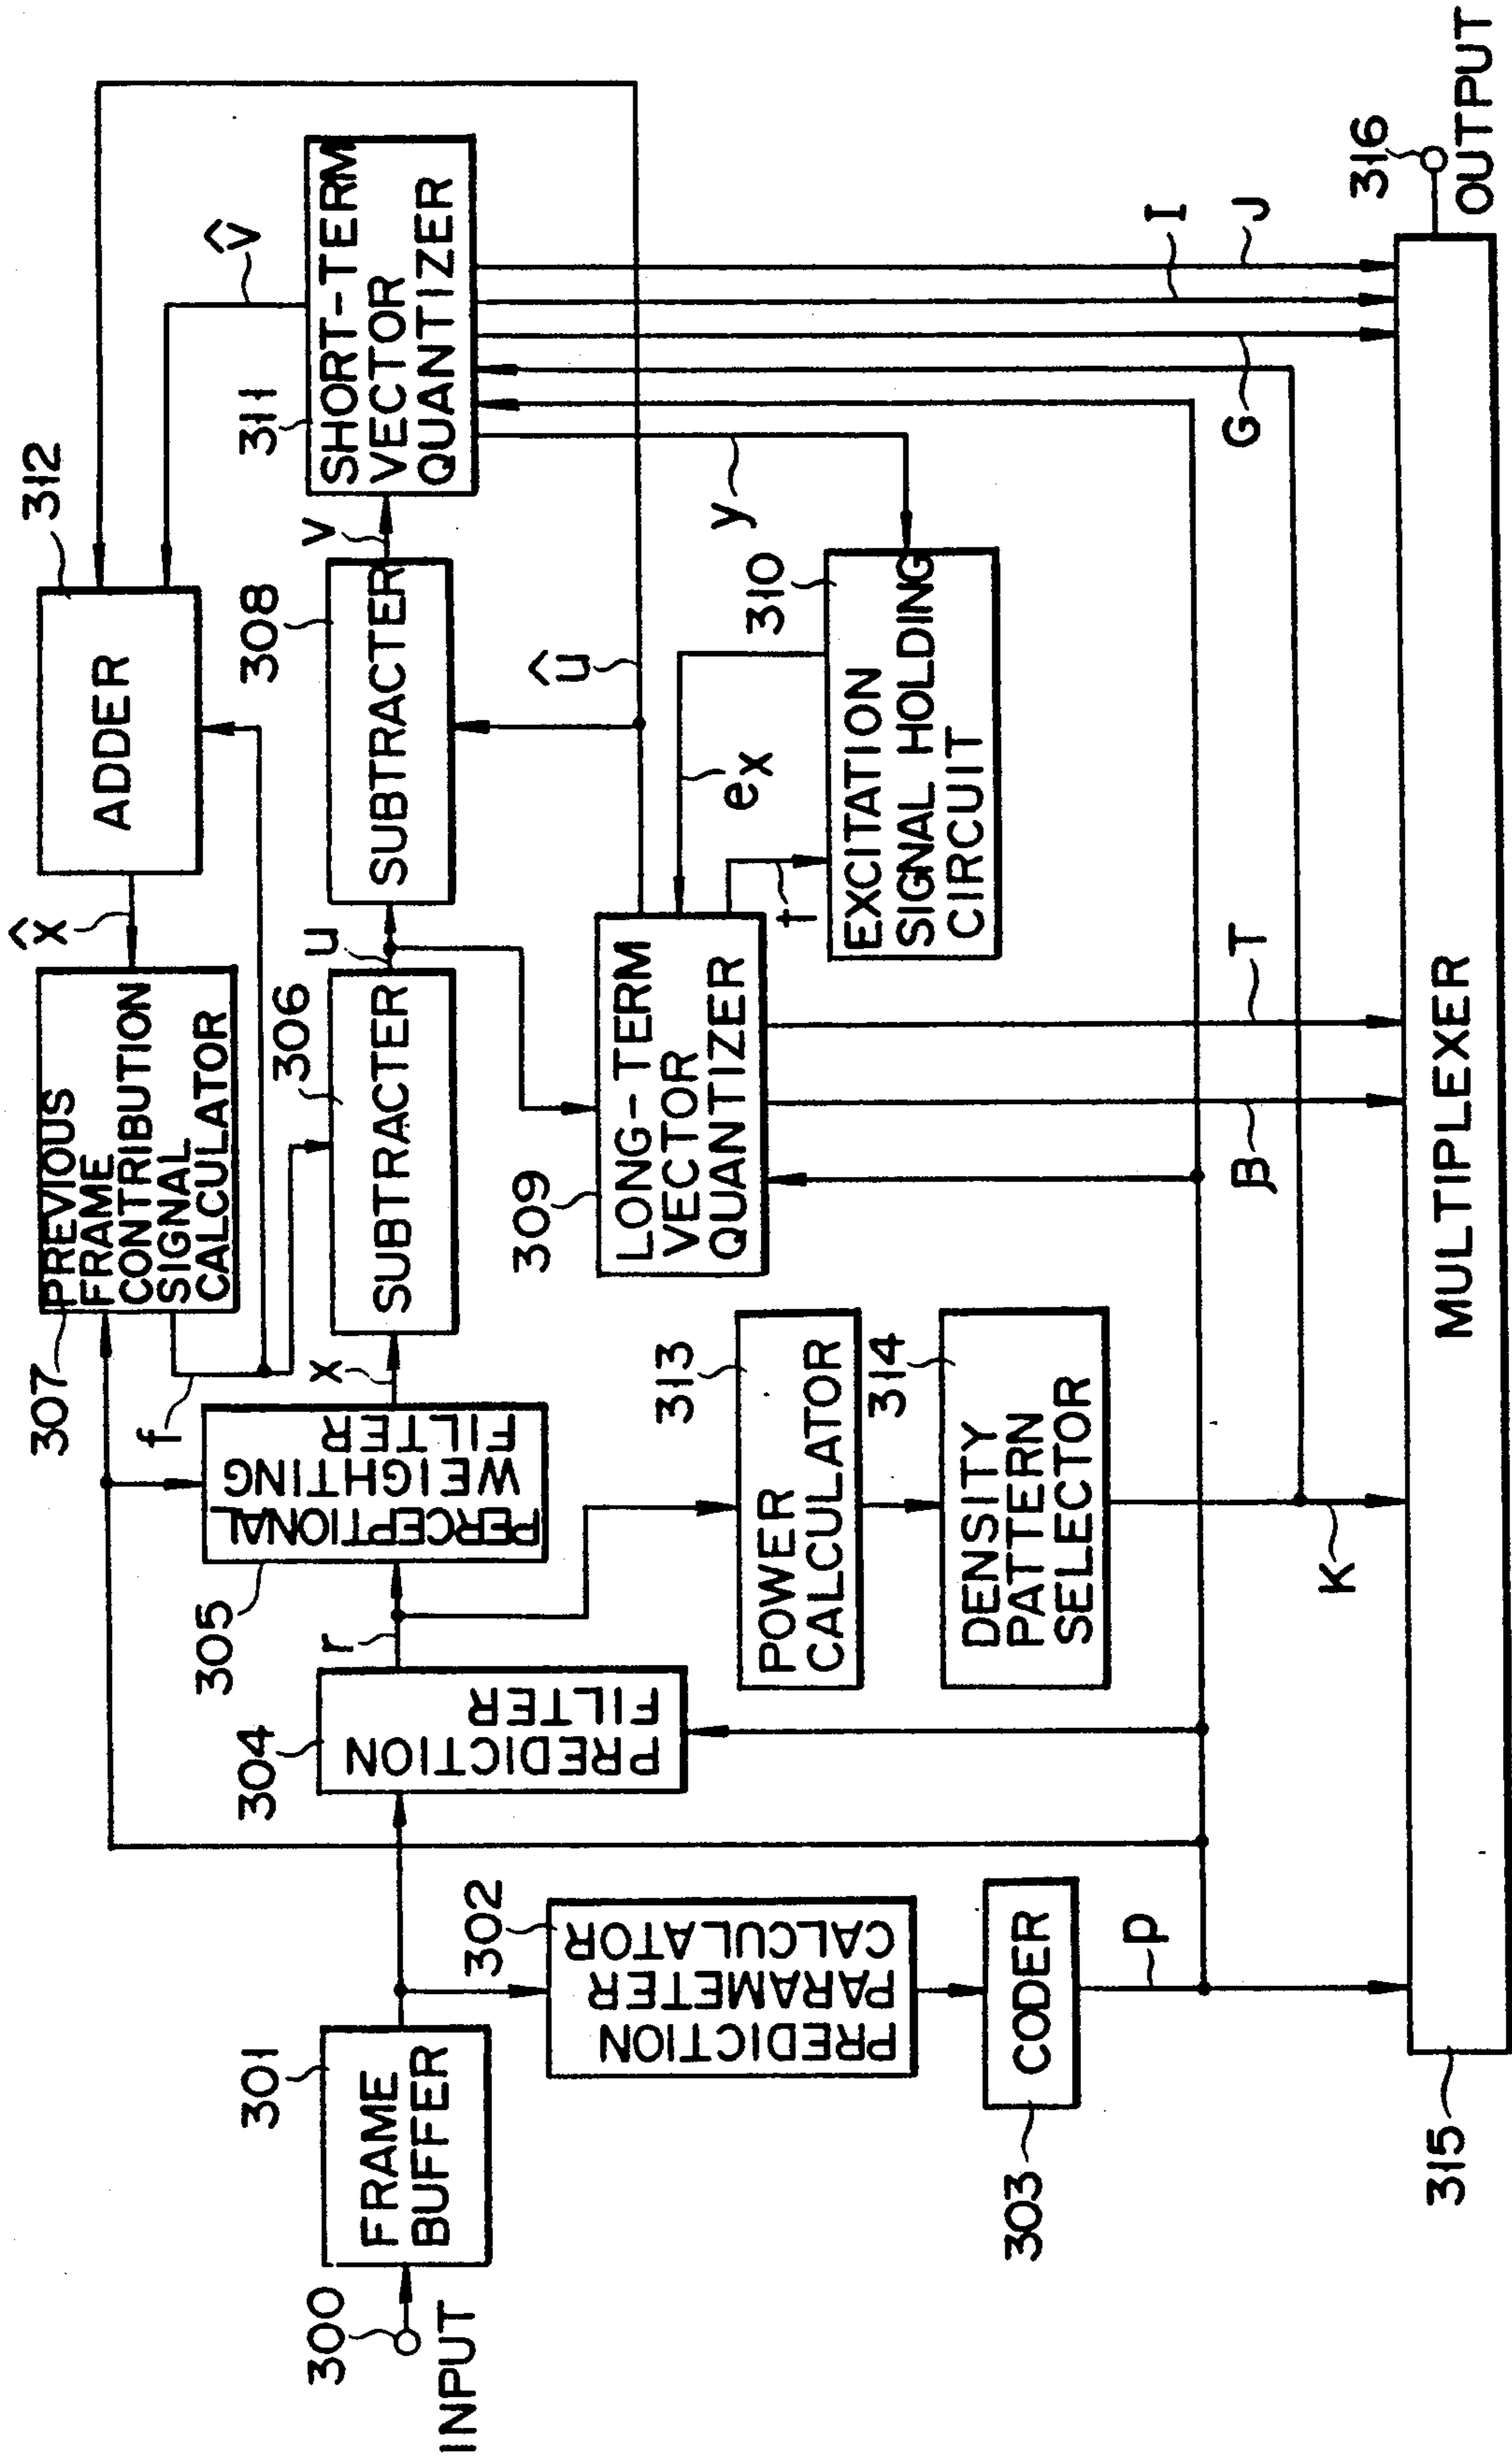 300
INPUT
301
FRAME
BUFFER
302
PREDICTION
PARAMETER
CALCULATOR
303
CODER
p
304
PREDICTION
FILTER
r
305
PERCEPTIONAL
WEIGHTING
FILTER
x
f
307
PREVIOUS
FRAME
CONTRIBUTION
SIGNAL
CALCULATOR
x̂
306
SUBTRACTER
u
313
POWER
CALCULATOR
314
DENSITY
PATTERN
SELECTOR
K
309
LONG-TERM
VECTOR
QUANTIZER
B
T
t
ex
û
312
ADDER
308
SUBTRACTER
v
310
EXCITATION
SIGNAL HOLDING
CIRCUIT
y
311
SHORT-TERM
VECTOR
QUANTIZER
v̂
G
I
J
315
MULTIPLEXER
316
OUTPUT